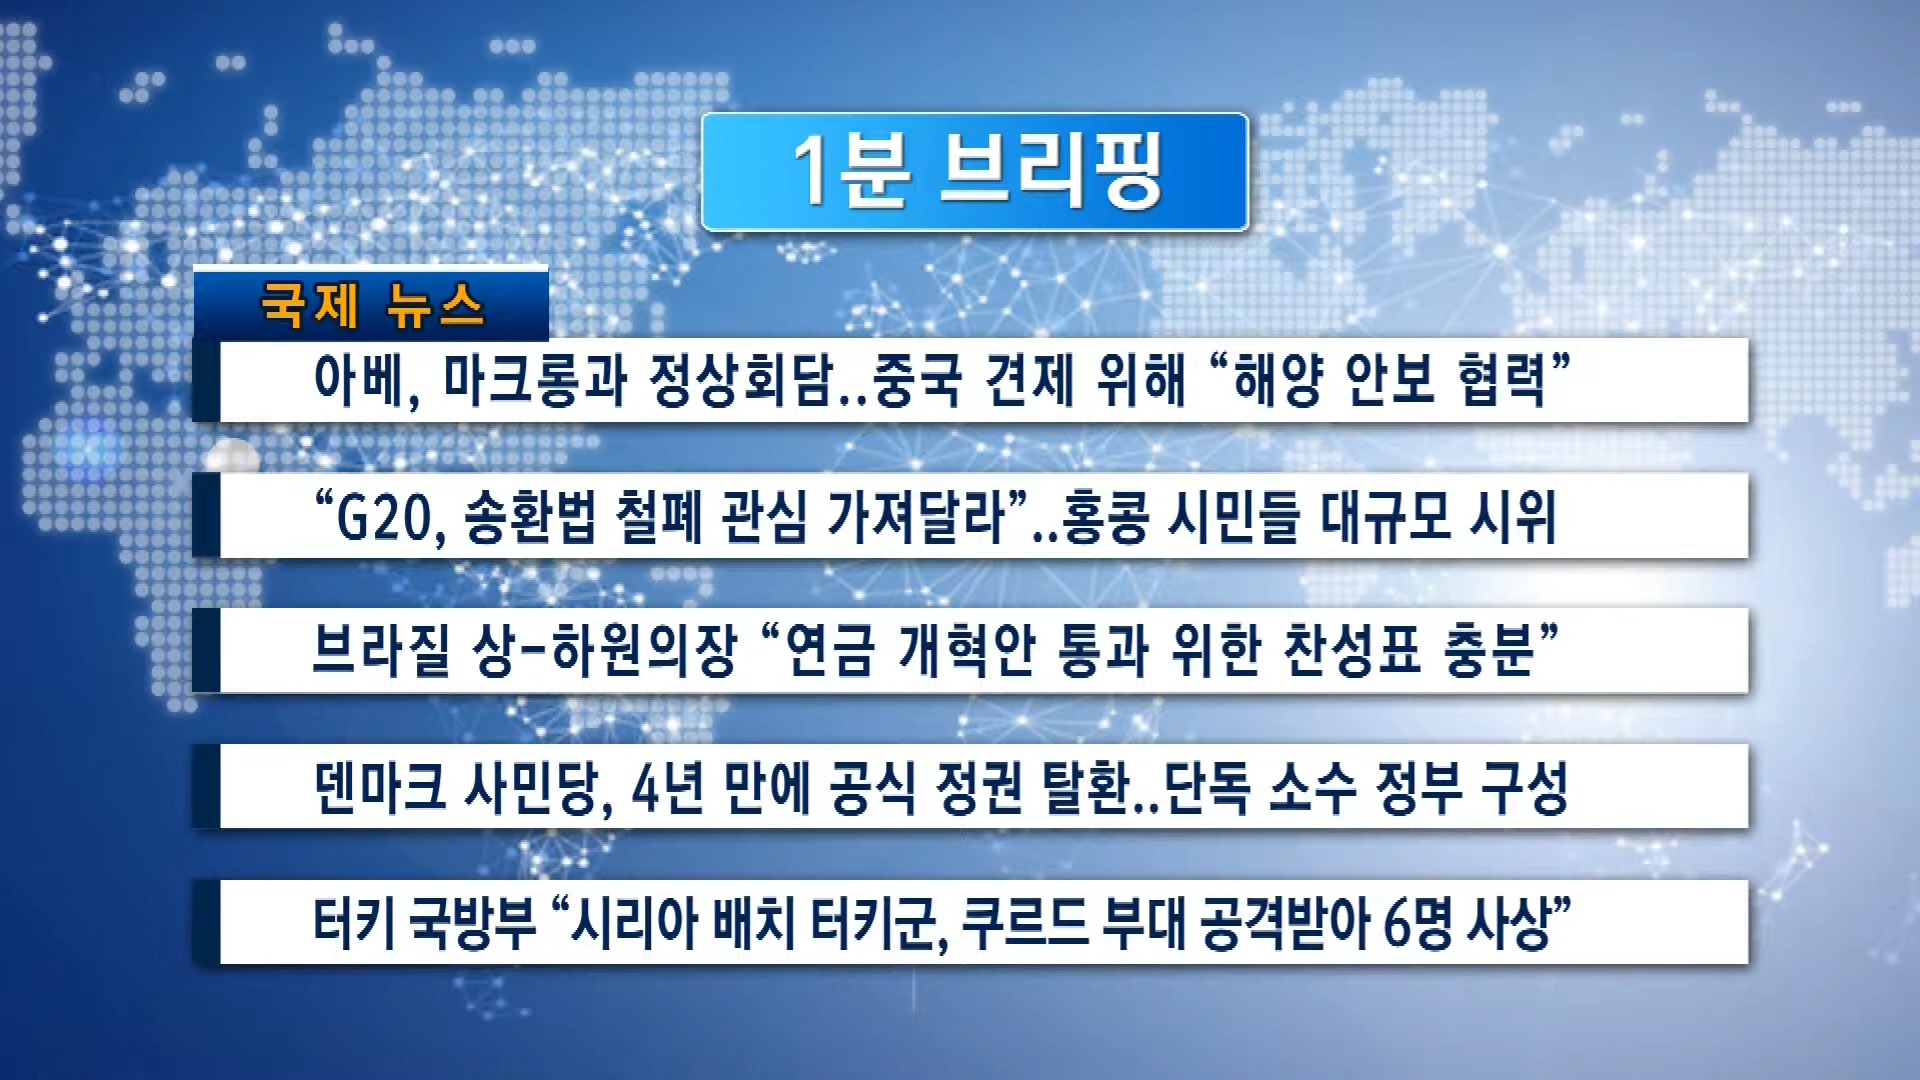 1분 브리핑
국제 뉴스
아베, 마크롱과 정상회담..중국 견제 위해 “해양 안보 협력”
“G20, 송환법 철폐 관심 가져달라”..홍콩 시민들 대규모 시위
브라질 상-하원의장 “연금 개혁안 통과 위한 찬성표 충분”
덴마크 사민당, 4년 만에 공식 정권 탈환..단독 소수 정부 구성
터키 국방부 “시리아 배치 터키군, 쿠르드 부대 공격받아 6명 사상”